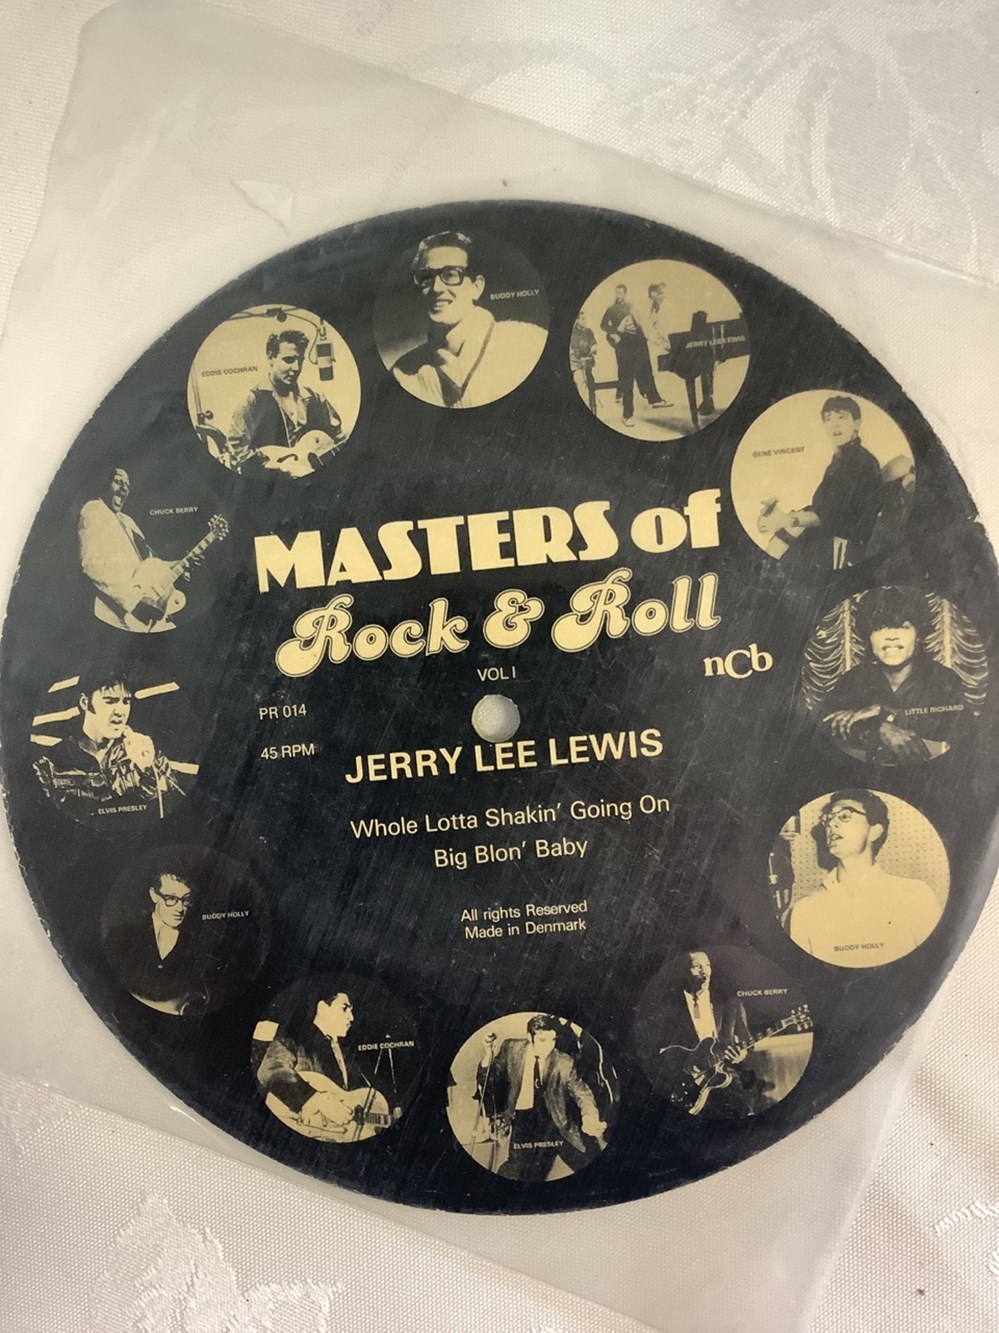 BUDDY HOLLY
EDDIE COCHRAN
JERRY LEE LEWIS
GENE VINCENT
CHUCK BERRY
MASTERS of
Rock & Roll
VOL I
ncb
PR 014
45 RPM
JERRY LEE LEWIS
Whole Lotta Shakin' Going On
Big Blon' Baby
All rights Reserved
Made in Denmark
LITTLE RICHARD
ELVIS PRESLEY
BUDDY HOLLY
BUDDY HOLLY
CHUCK BERRY
EDDIE COCHRAN
ELVIS PRESLEY